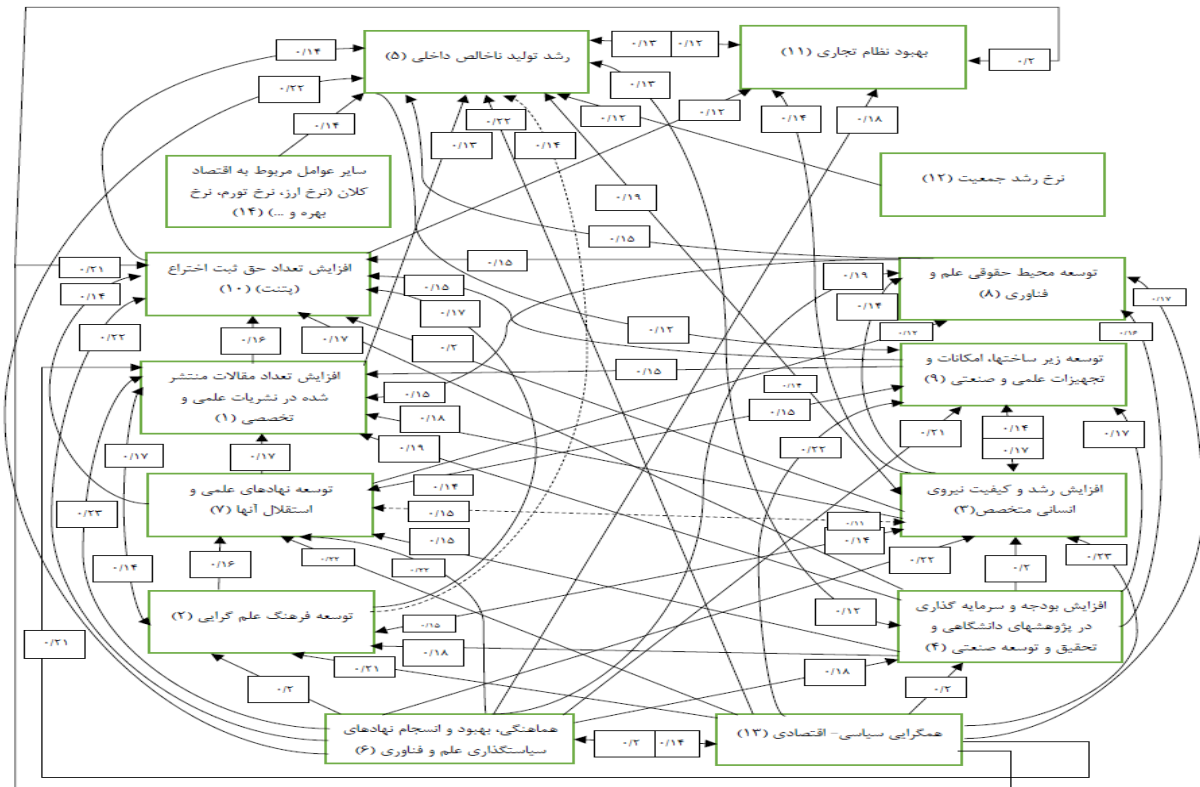 ۰/۱۴
رشد تولید ناخالص داخلی (۵)
۰/۱۳
۰/۱۲
بهبود نظام تجاری (۱۱)
۰/۲
۰/۲۲
۰/۱۳
۰/۱۴
۰/۱۳
۰/۲۲
۰/۱۴
۰/۱۲
۰/۱۲
۰/۱۴
۰/۱۸
سایر عوامل مربوط به اقتصاد
کلان (نرخ ارز، نرخ تورم، نرخ
بهره و ...) (۱۴)
نرخ رشد جمعیت (۱۲)
۰/۱۹
۰/۱۵
۰/۲۱
افزایش تعداد حق ثبت اختراع
(پتنت) (۱۰)
۰/۱۵
۰/۱۹
توسعه محیط حقوقی علم و
فناوری (۸)
۰/۱۴
۰/۱۵
۰/۱۷
۰/۱۴
۰/۱۷
۰/۲۲
۰/۱۶
۰/۱۷
۰/۲
۰/۱۲
۰/۱۲
۰/۱۶
افزایش تعداد مقالات منتشر
شده در نشریات علمی و
تخصصی (۱)
۰/۱۵
توسعه زیر ساختها، امکانات و
تجهیزات علمی و صنعتی (۹)
۰/۱۵
۰/۱۴
۰/۱۵
۰/۱۸
۰/۱۷
۰/۱۷
۰/۱۹
۰/۲۲
۰/۲۱
۰/۱۴
۰/۱۷
۰/۱۷
توسعه نهادهای علمی و
استقلال آنها (۷)
۰/۱۴
افزایش رشد و کیفیت نیروی
انسانی متخصص(۳)
۰/۲۳
۰/۱۵
۰/۱۱
۰/۱۵
۰/۱۴
۰/۱۴
۰/۱۶
۰/۲۲
۰/۲۲
۰/۲۲
۰/۲
۰/۲۳
توسعه فرهنگ علم گرایی (۲)
۰/۱۵
۰/۱۲
افزایش بودجه و سرمایه گذاری
در پژوهشهای دانشگاهی و
تحقیق و توسعه صنعتی (۴)
۰/۲۱
۰/۱۸
۰/۲۱
۰/۱۸
۰/۲
۰/۲
هماهنگی، بهبود و انسجام نهادهای
سیاستگذاری علم و فناوری (۶)
۰/۲
۰/۱۴
همگرایی سیاسی- اقتصادی (۱۳)